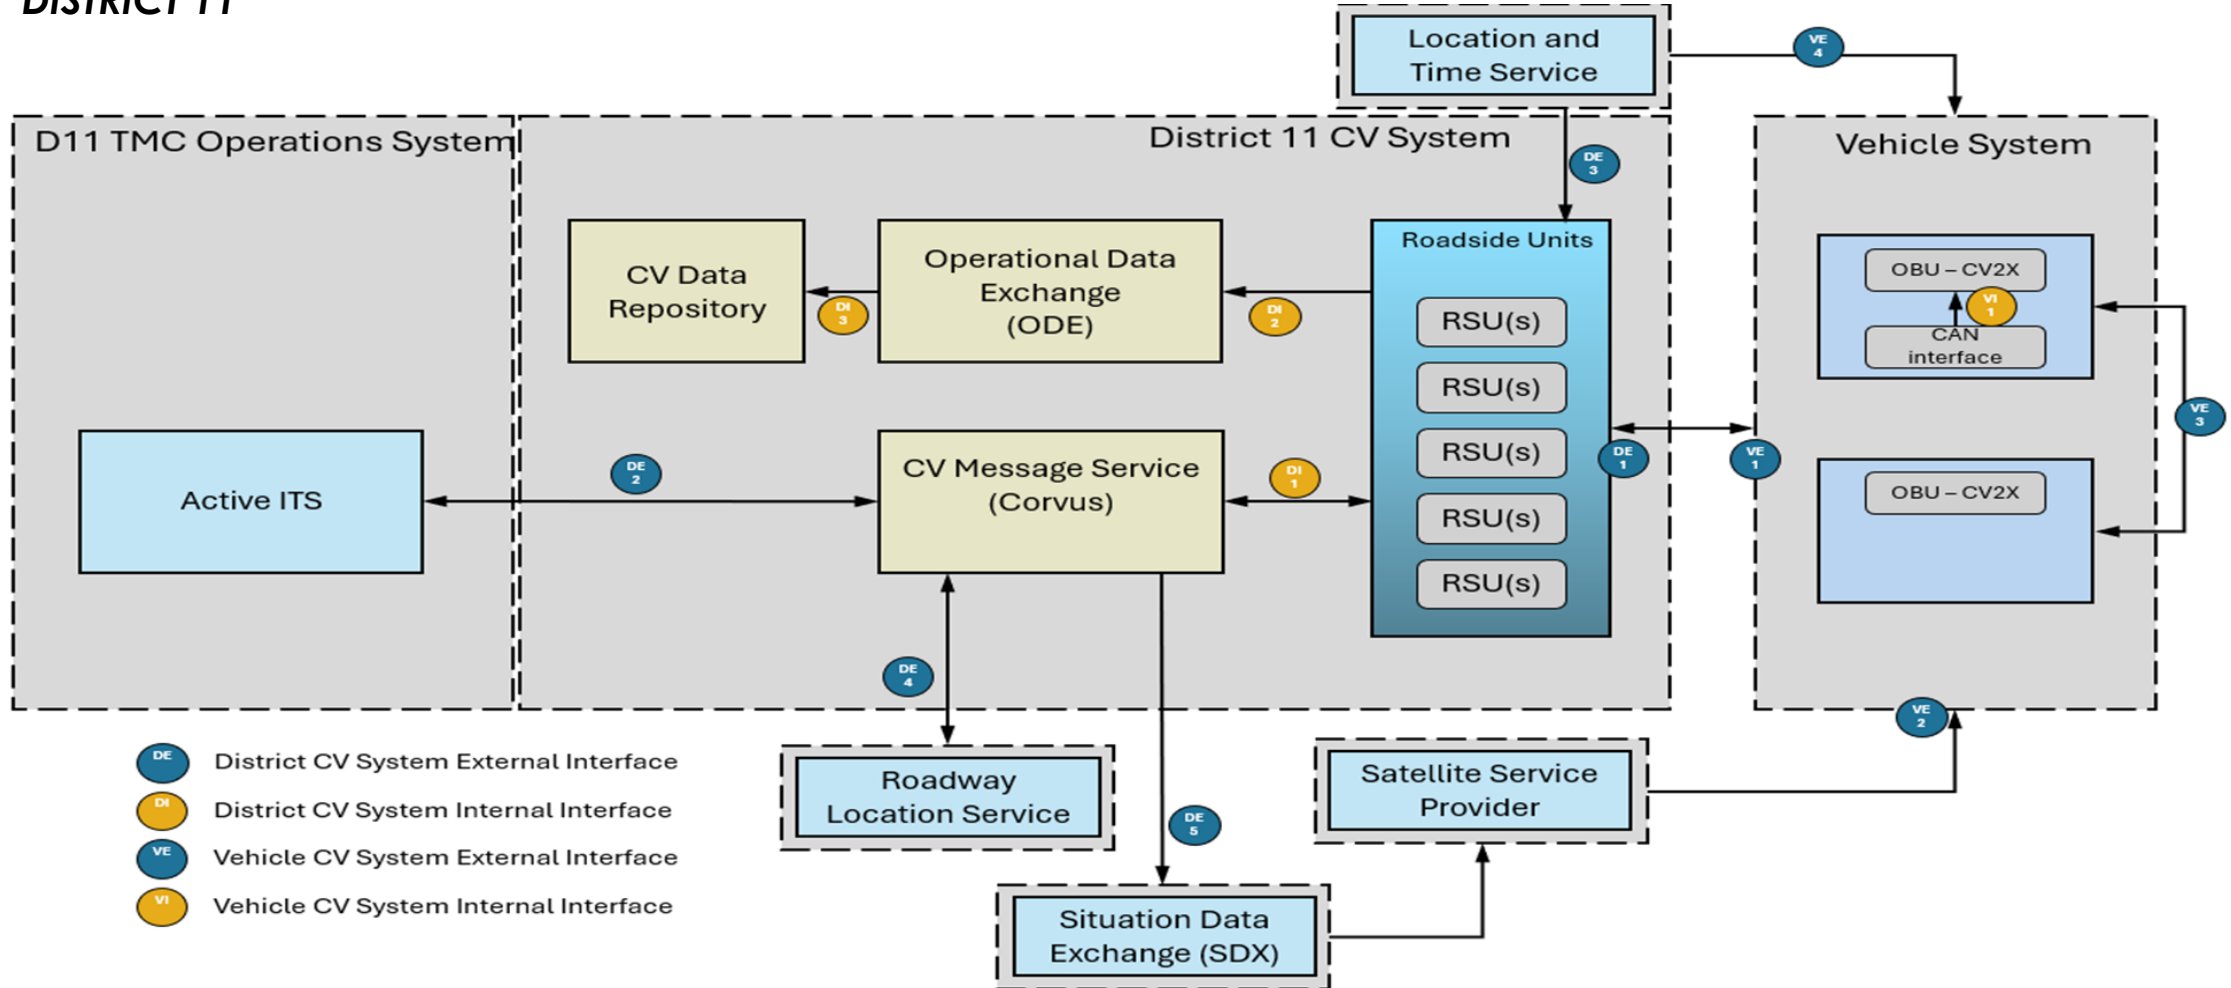 DISTRICT 11
Location and
Time Service
VE
4
D11 TMC Operations System
District 11 CV System
Vehicle System
DE
3
CV Data
Repository
DI
3
Operational Data
Exchange
(ODE)
DI
2
Roadside Units
RSU(s)
RSU(s)
RSU(s)
RSU(s)
RSU(s)
OBU – CV2X
VI
1
CAN
interface
VE
3
Active ITS
DE
2
CV Message Service
(Corvus)
DI
1
DE
1
VE
1
OBU – CV2X
DE
4
VE
2
DE
District CV System External Interface
DI
District CV System Internal Interface
VE
Vehicle CV System External Interface
VI
Vehicle CV System Internal Interface
Roadway
Location Service
DE
5
Satellite Service
Provider
Situation Data
Exchange (SDX)